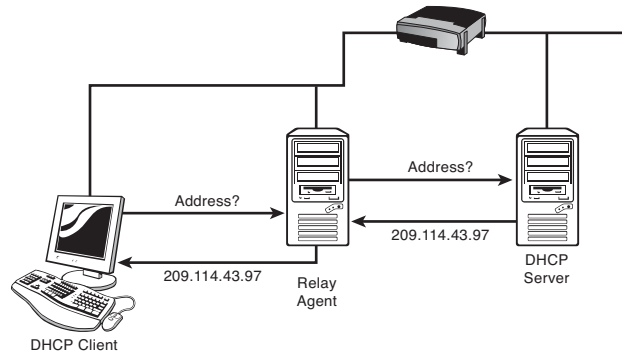 Address?
209.114.43.97
Address?
209.114.43.97
Relay
Agent
DHCP
Server
DHCP Client